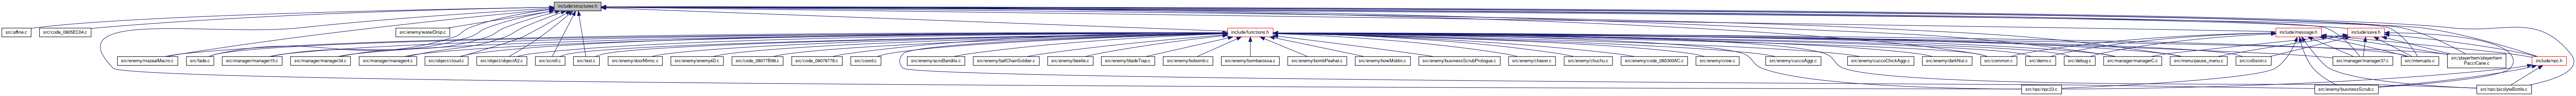 include/structures.h
src/affine.c
src/code_0805EC04.c
src/enemy/waterDrop.c
include/functions.h
include/message.h
include/save.h
src/enemy/mazaalMacro.c
src/fade.c
src/manager/manager15.c
src/manager/manager34.c
src/manager/manager4.c
src/object/cloud.c
src/object/objectA2.c
src/scroll.c
src/text.c
src/enemy/doorMimic.c
src/enemy/enemy4D.c
src/code_08077B98.c
src/code_08078778.c
src/coord.c
src/enemy/acroBandits.c
src/enemy/ballChainSoldier.c
src/enemy/beetle.c
src/enemy/bladeTrap.c
src/enemy/bobomb.c
src/enemy/bombarossa.c
src/enemy/bombPeahat.c
src/enemy/bowMoblin.c
src/enemy/businessScrubPrologue.c
src/enemy/chaser.c
src/enemy/chuchu.c
src/enemy/code_080300AC.c
src/enemy/crow.c
src/enemy/cuccoAggr.c
src/enemy/cuccoChickAggr.c
src/enemy/darkNut.c
src/common.c
src/demo.c
src/debug.c
src/manager/managerC.c
src/menu/pause_menu.c
src/collision.c
src/manager/manager37.c
src/interrupts.c
src/playerItem/playerItem
PacciCane.c
include/npc.h
src/npc/npc23.c
src/enemy/businessScrub.c
src/npc/picolyteBottle.c